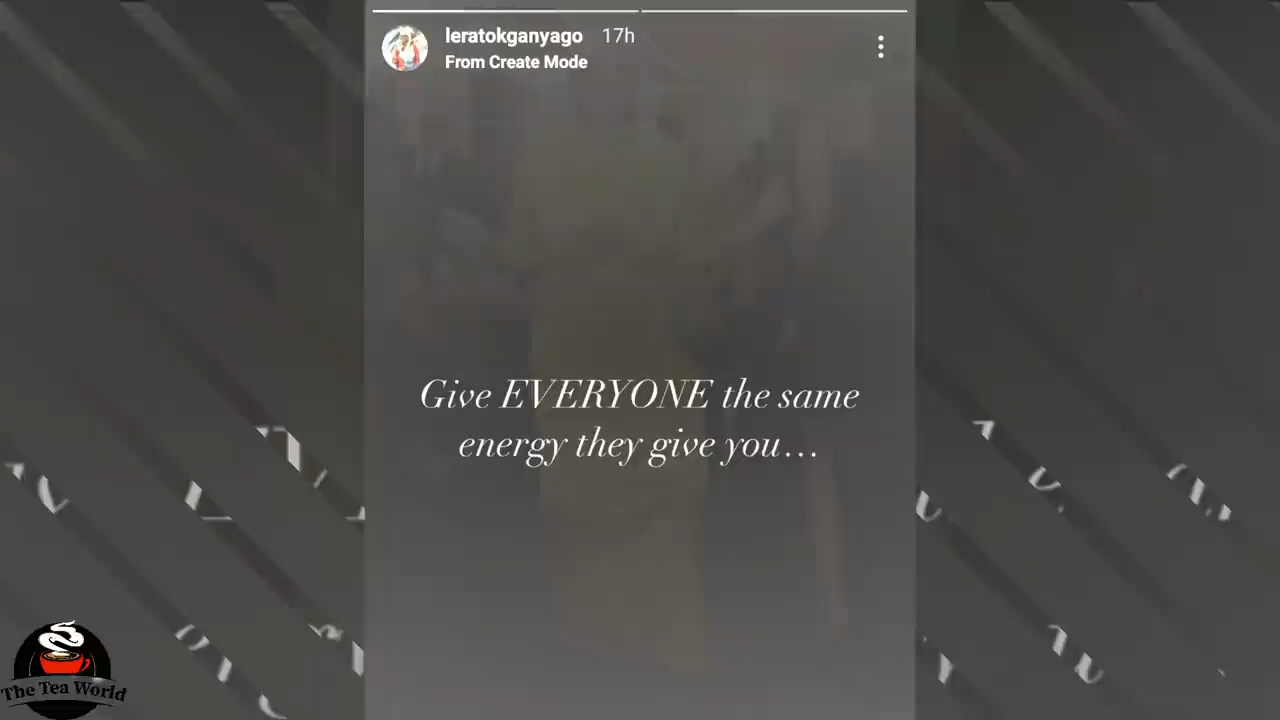 leratokganyago 17h
From Create Mode
Give EVERYONE the same
energy they give you...
The Tea World